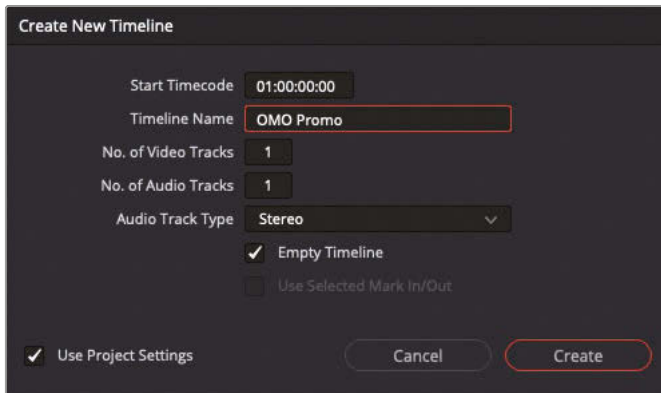 Create New Timeline
Start Timecode 01:00:00:00
Timeline Name OMO Promo
No. of Video Tracks 1
No. of Audio Tracks 1
Audio Track Type Stereo
Empty Timeline
Use Selected Mark In/Out
Use Project Settings Cancel Create